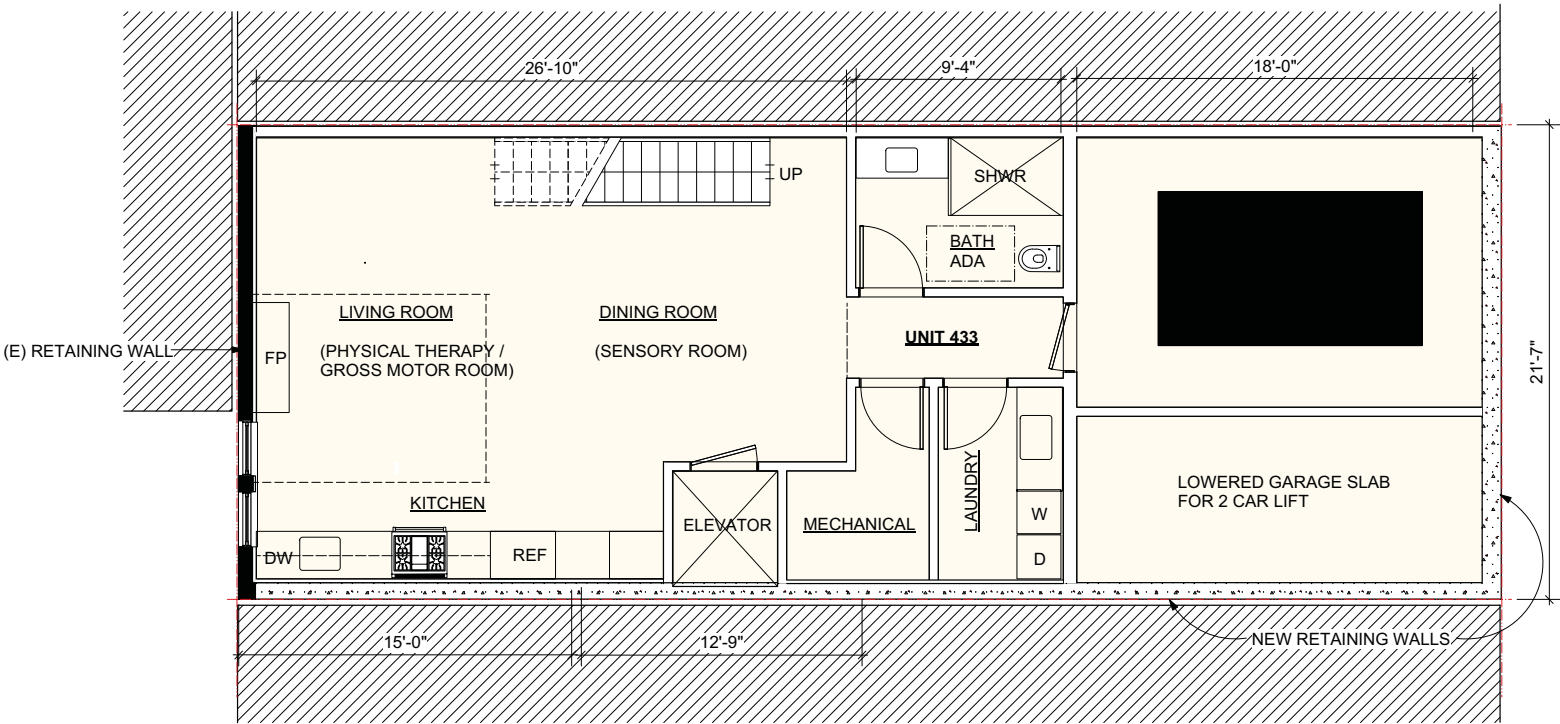 26'-10"
9'-4"
18'-0"
UP
SHWR
BATH
ADA
LIVING ROOM
DINING ROOM
UNIT 433
(E) RETAINING WALL
FP
(PHYSICAL THERAPY /
GROSS MOTOR ROOM)
(SENSORY ROOM)
21'-7"
LAUNDRY
LOWERED GARAGE SLAB
FOR 2 CAR LIFT
KITCHEN
ELEVATOR
MECHANICAL
W
DW
REF
D
15'-0"
12'-9"
NEW RETAINING WALLS